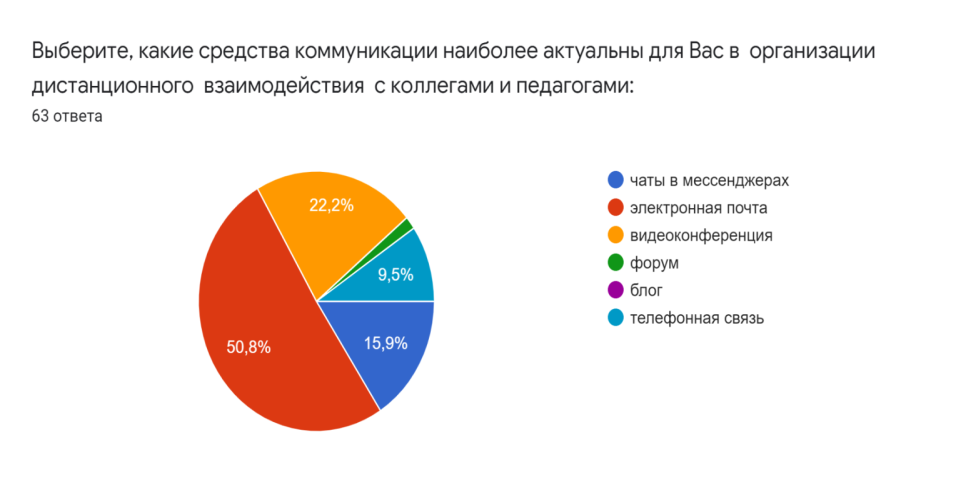 Выберите, какие средства коммуникации наиболее актуальны для Вас в организации
дистанционного взаимодействия с коллегами и педагогами:
63 ответа
22,2%
9,5%
15,9%
50,8%
чаты в мессенджерах
электронная почта
видеоконференция
форум
блог
телефонная связь